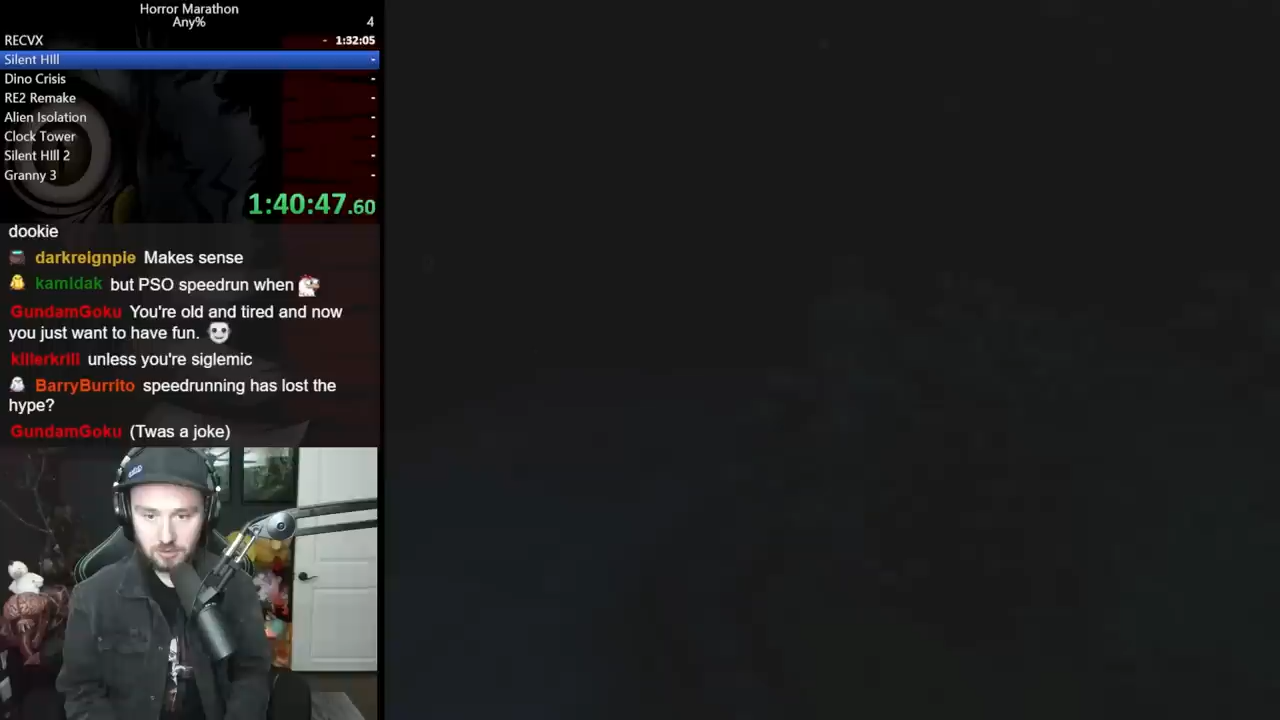 Horror Marathon
Any%
4
RECVX - 1:32:05
Silent HIll -
Dino Crisis -
RE2 Remake -
Alien Isolation -
Clock Tower -
Silent HIll 2 -
Granny 3 -
1:40:47.60
dookie
darkreignpie Makes sense
kamIdak but PSO speedrun when
GundamGoku You're old and tired and now
you just want to have fun.
killerkrill unless you're siglemic
BarryBurrIto speedrunning has lost the
hype?
GundamGoku (Twas a joke)